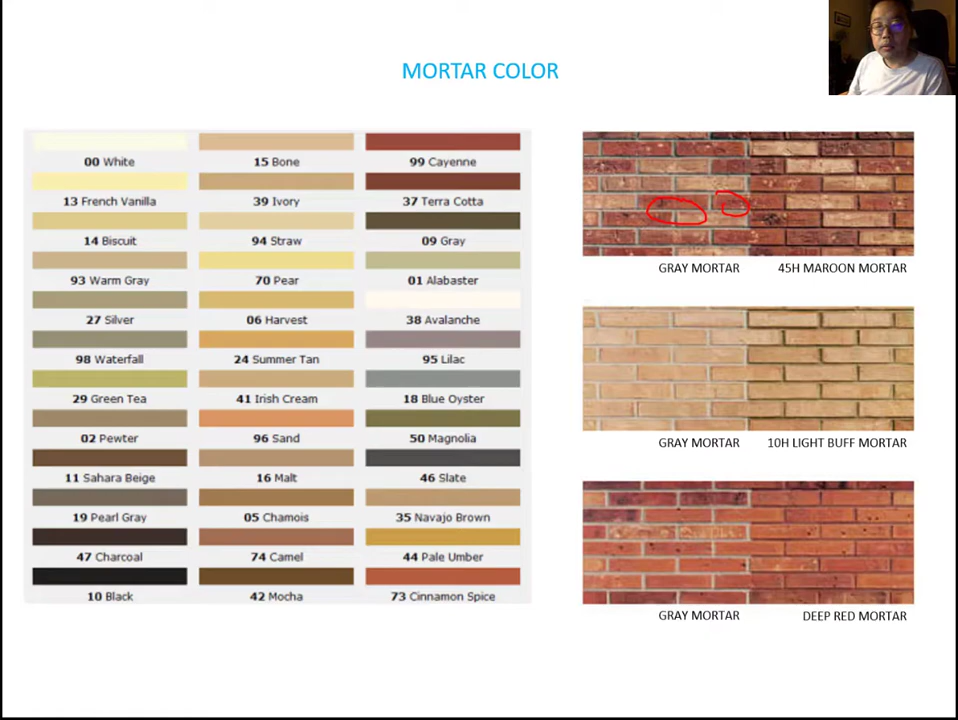 MORTAR COLOR
00 White
15 Bone
99 Cayenne
13 French Vanilla
39 Ivory
37 Terra Cotta
14 Biscuit
94 Straw
09 Gray
93 Warm Gray
70 Pear
01 Alabaster
27 Silver
06 Harvest
38 Avalanche
98 Waterfall
24 Summer Tan
95 Lilac
29 Green Tea
41 Irish Cream
18 Blue Oyster
02 Pewter
96 Sand
50 Magnolia
11 Sahara Beige
16 Malt
46 Slate
19 Pearl Gray
05 Chamois
35 Navajo Brown
47 Charcoal
74 Camel
44 Pale Umber
10 Black
42 Mocha
73 Cinnamon Spice
GRAY MORTAR
45H MAROON MORTAR
GRAY MORTAR
10H LIGHT BUFF MORTAR
GRAY MORTAR
DEEP RED MORTAR